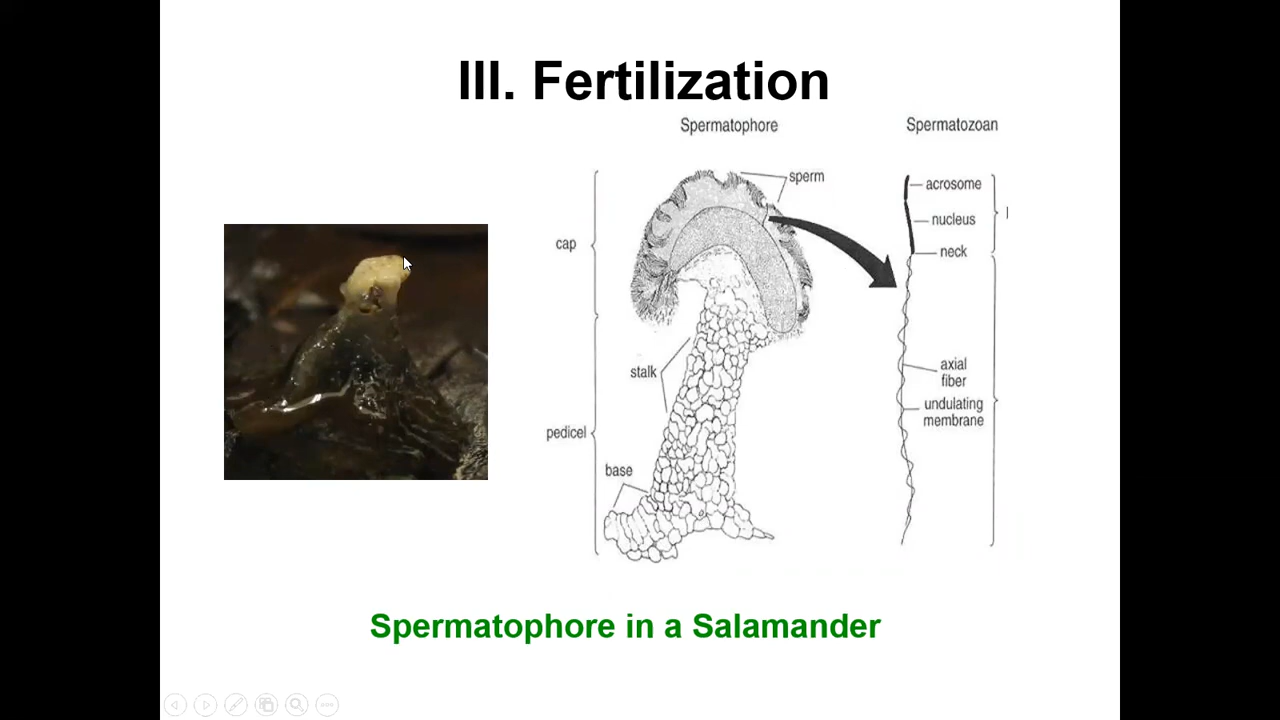 III. Fertilization
Spermatophore
Spermatozoan
sperm
cap
stalk
pedicel
base
acrosome
nucleus
neck
axial
fiber
undulating
membrane
Spermatophore in a Salamander